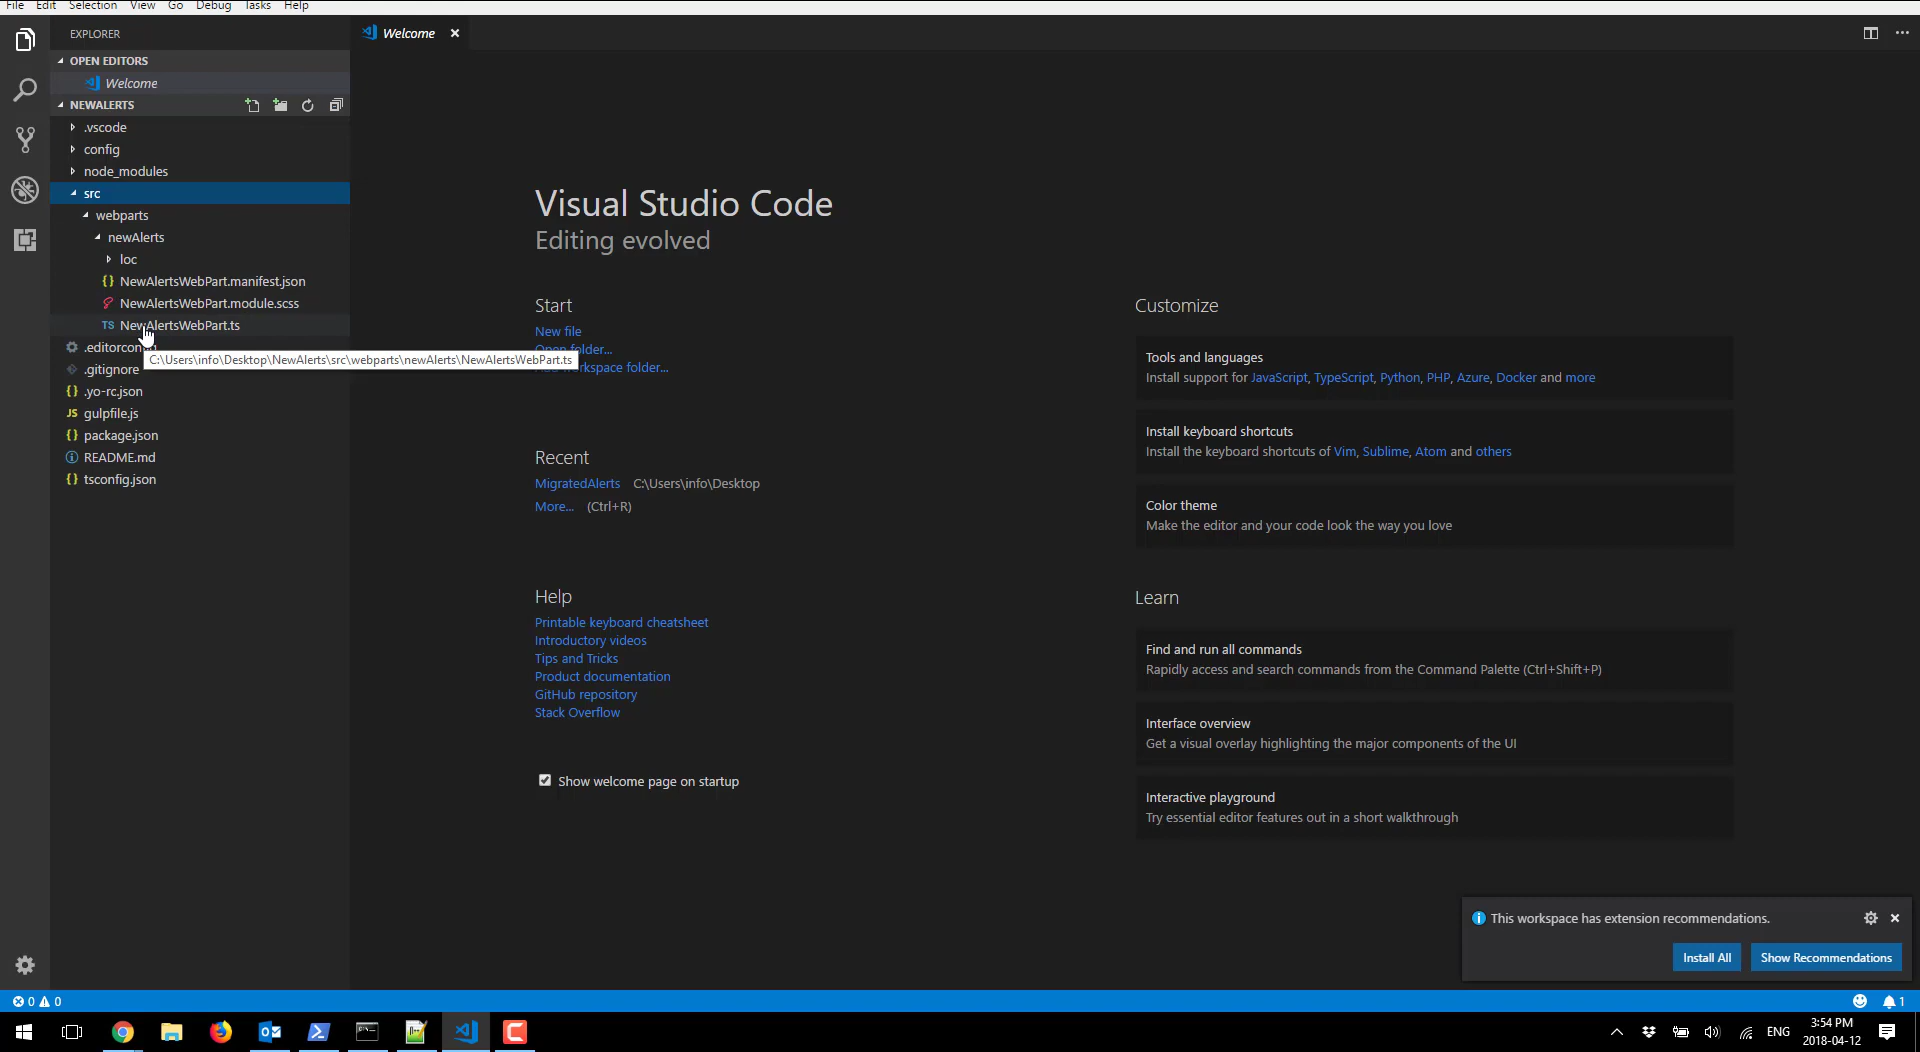 File Edit Selection View Go Debug Tasks Help
EXPLORER
OPEN EDITORS
Welcome
NEWALERTS
.vscode
config
node_modules
src
webparts
newAlerts
loc
{} NewAlertsWebPart.manifest.json
NewAlertsWebPart.module.scss
TS NewAlertsWebPart.ts
C:\Users\info\Desktop\NewAlerts\src\webparts\newAlerts\NewAlertsWebPart.ts
.gitignore
{} .yo-rc.json
JS gulpfile.js
{} package.json
README.md
{} tsconfig.json
Welcome
Visual Studio Code
Editing evolved
Start
New file
Open folder...
workspace folder...
Recent
MigratedAlerts C:\Users\info\Desktop
More... (Ctrl+R)
Help
Printable keyboard cheatsheet
Introductory videos
Tips and Tricks
Product documentation
GitHub repository
Stack Overflow
Show welcome page on startup
Customize
Tools and languages
Install support for JavaScript, TypeScript, Python, PHP, Azure, Docker and more
Install keyboard shortcuts
Install the keyboard shortcuts of Vim, Sublime, Atom and others
Color theme
Make the editor and your code look the way you love
Learn
Find and run all commands
Rapidly access and search commands from the Command Palette (Ctrl+Shift+P)
Interface overview
Get a visual overlay highlighting the major components of the UI
Interactive playground
Try essential editor features out in a short walkthrough
This workspace has extension recommendations.
Install All
Show Recommendations
0 0
1
ENG
3:54 PM
2018-04-12